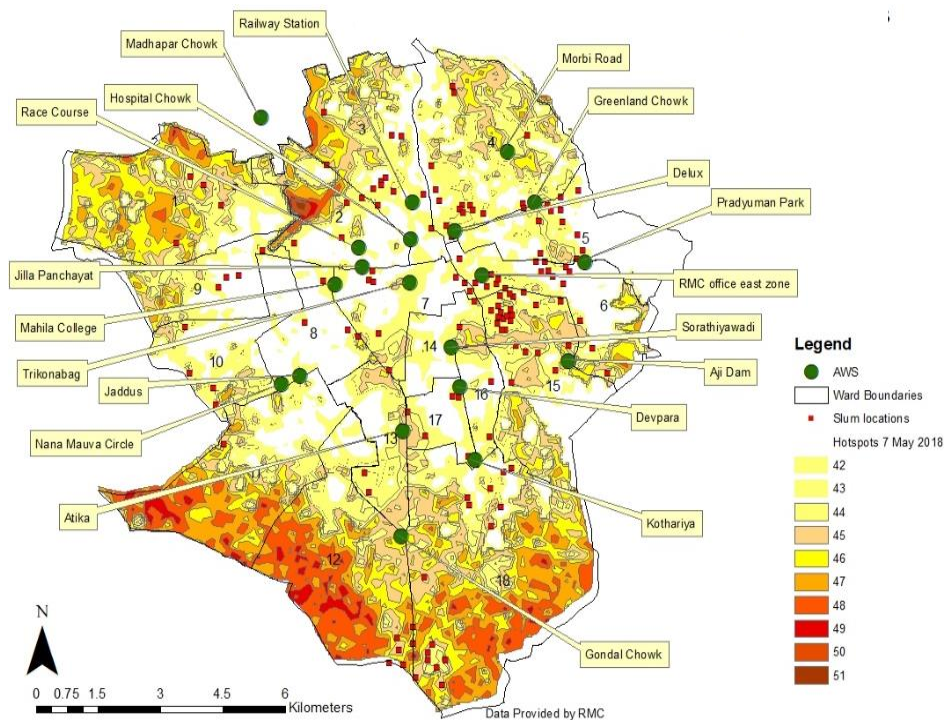 Railway Station
Madhapar Chowk
Morbi Road
Hospital Chowk
Greenland Chowk
Race Course
3
4
Delux
1
2
Pradyuman Park
5
Jilla Panchayat
9
RMC office east zone
7
6
Mahila College
8
Sorathiyawadi
14
Trikonabag
10
Aji Dam
15
Jaddus
16
Devpara
17
Nana Mauva Circle
13
11
Atika
Kothariya
12
18
Gondal Chowk
Legend
AWS
Ward Boundaries
Slum locations
Hotspots 7 May 2018
42
43
44
45
46
47
48
49
50
51
N
0 0.75 1.5 3 4.5 6
Kilometers
Data Provided by RMC